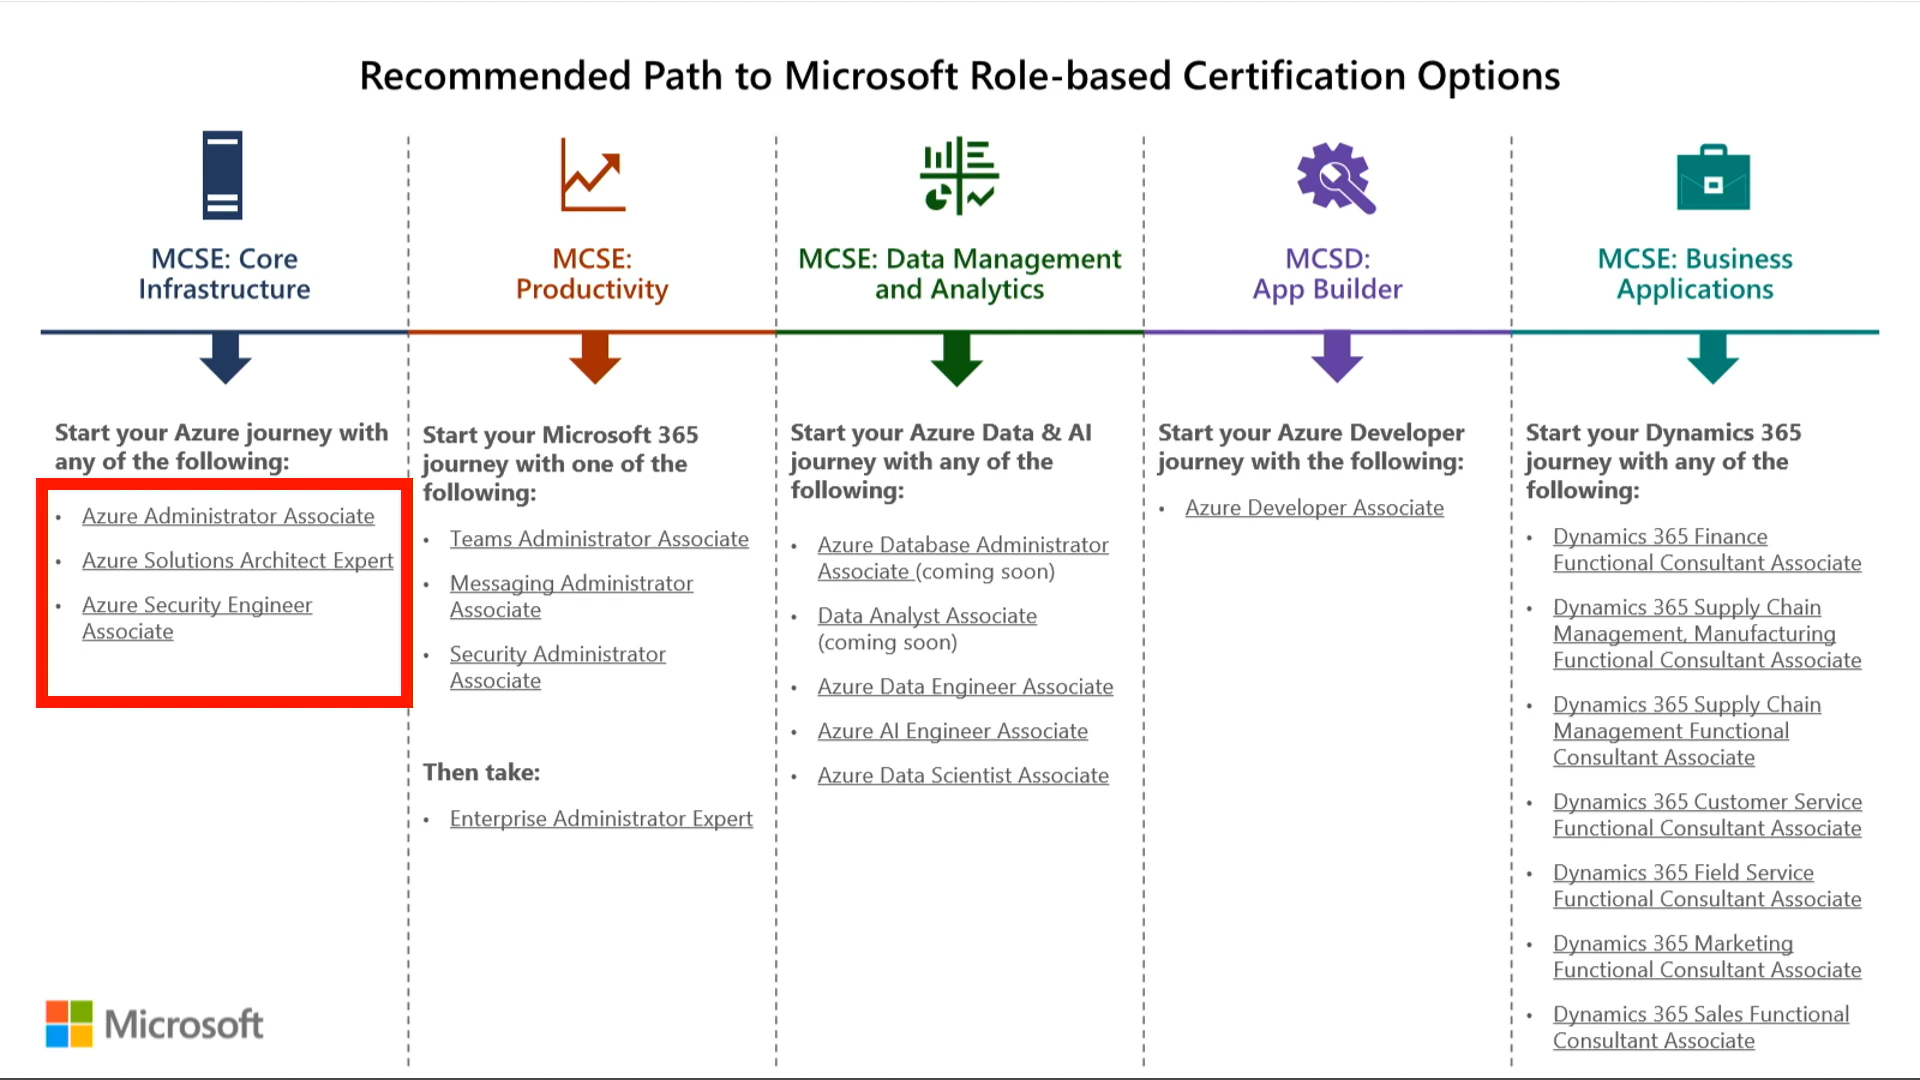 Recommended Path to Microsoft Role-based Certification Options
MCSE: Core
Infrastructure
Start your Azure journey with
any of the following:
• Azure Administrator Associate
• Azure Solutions Architect Expert
• Azure Security Engineer
Associate
MCSE:
Productivity
Start your Microsoft 365
journey with one of the
following:
• Teams Administrator Associate
• Messaging Administrator
Associate
• Security Administrator
Associate
Then take:
• Enterprise Administrator Expert
MCSE: Data Management
and Analytics
Start your Azure Data & AI
journey with any of the
following:
• Azure Database Administrator
Associate (coming soon)
• Data Analyst Associate
(coming soon)
• Azure Data Engineer Associate
• Azure AI Engineer Associate
• Azure Data Scientist Associate
MCSD:
App Builder
Start your Azure Developer
journey with the following:
• Azure Developer Associate
MCSE: Business
Applications
Start your Dynamics 365
journey with any of the
following:
• Dynamics 365 Finance
Functional Consultant Associate
• Dynamics 365 Supply Chain
Management, Manufacturing
Functional Consultant Associate
• Dynamics 365 Supply Chain
Management Functional
Consultant Associate
• Dynamics 365 Customer Service
Functional Consultant Associate
• Dynamics 365 Field Service
Functional Consultant Associate
• Dynamics 365 Marketing
Functional Consultant Associate
• Dynamics 365 Sales Functional
Consultant Associate
Microsoft